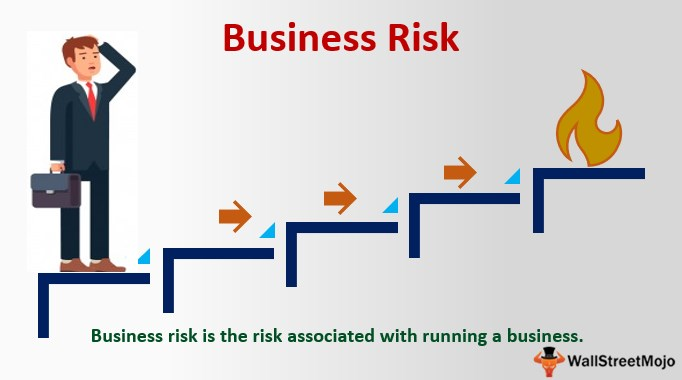 Business Risk
Business risk is the risk associated with running a business.
WallStreetMojo